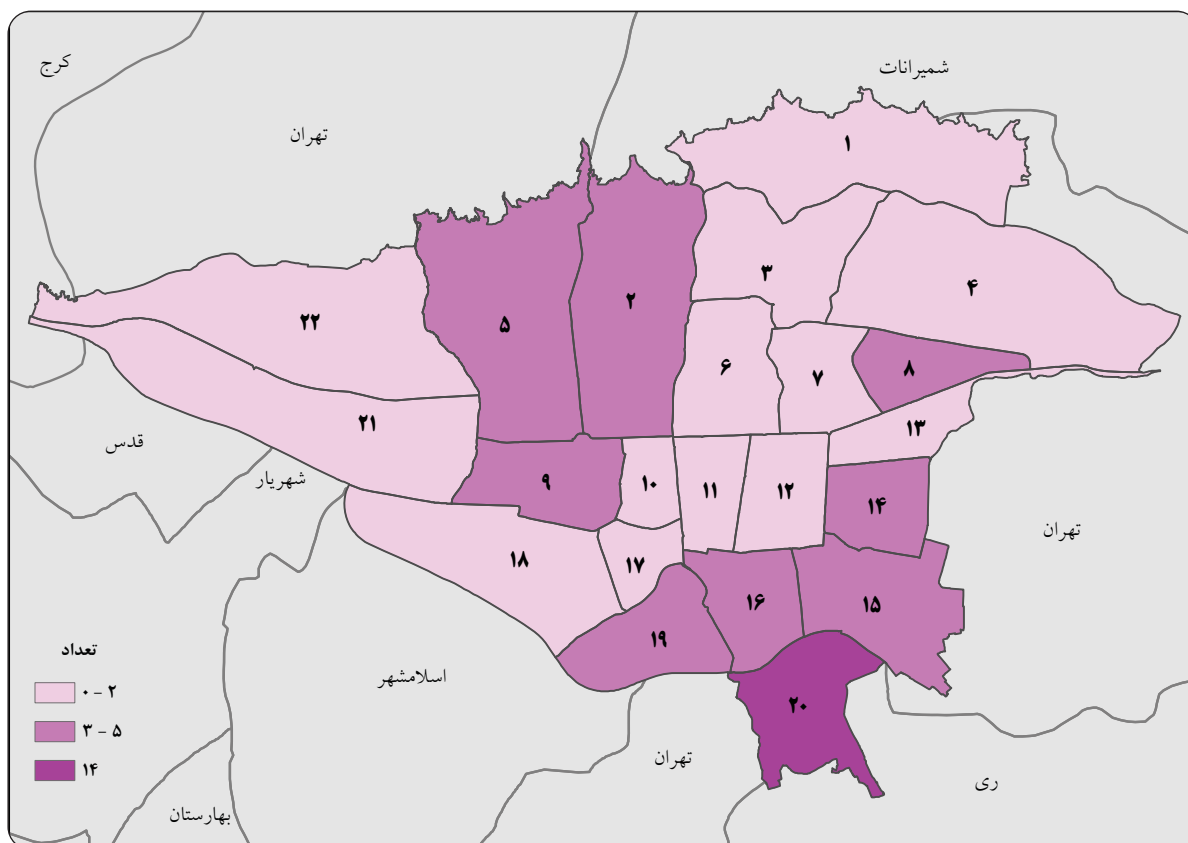 کرج
شمیرانات
تهران
۱
۳
۴
۲
۵
۲۲
۶
۷
۸
۲۱
۱۳
قدس
شهریار
۹
۱۰
۱۱
۱۲
۱۴
تهران
۱۸
۱۷
۱۶
۱۵
۱۹
اسلامشهر
۲۰
تهران
ری
بهارستان
تعداد
۰ - ۲
۳ - ۵
۱۴